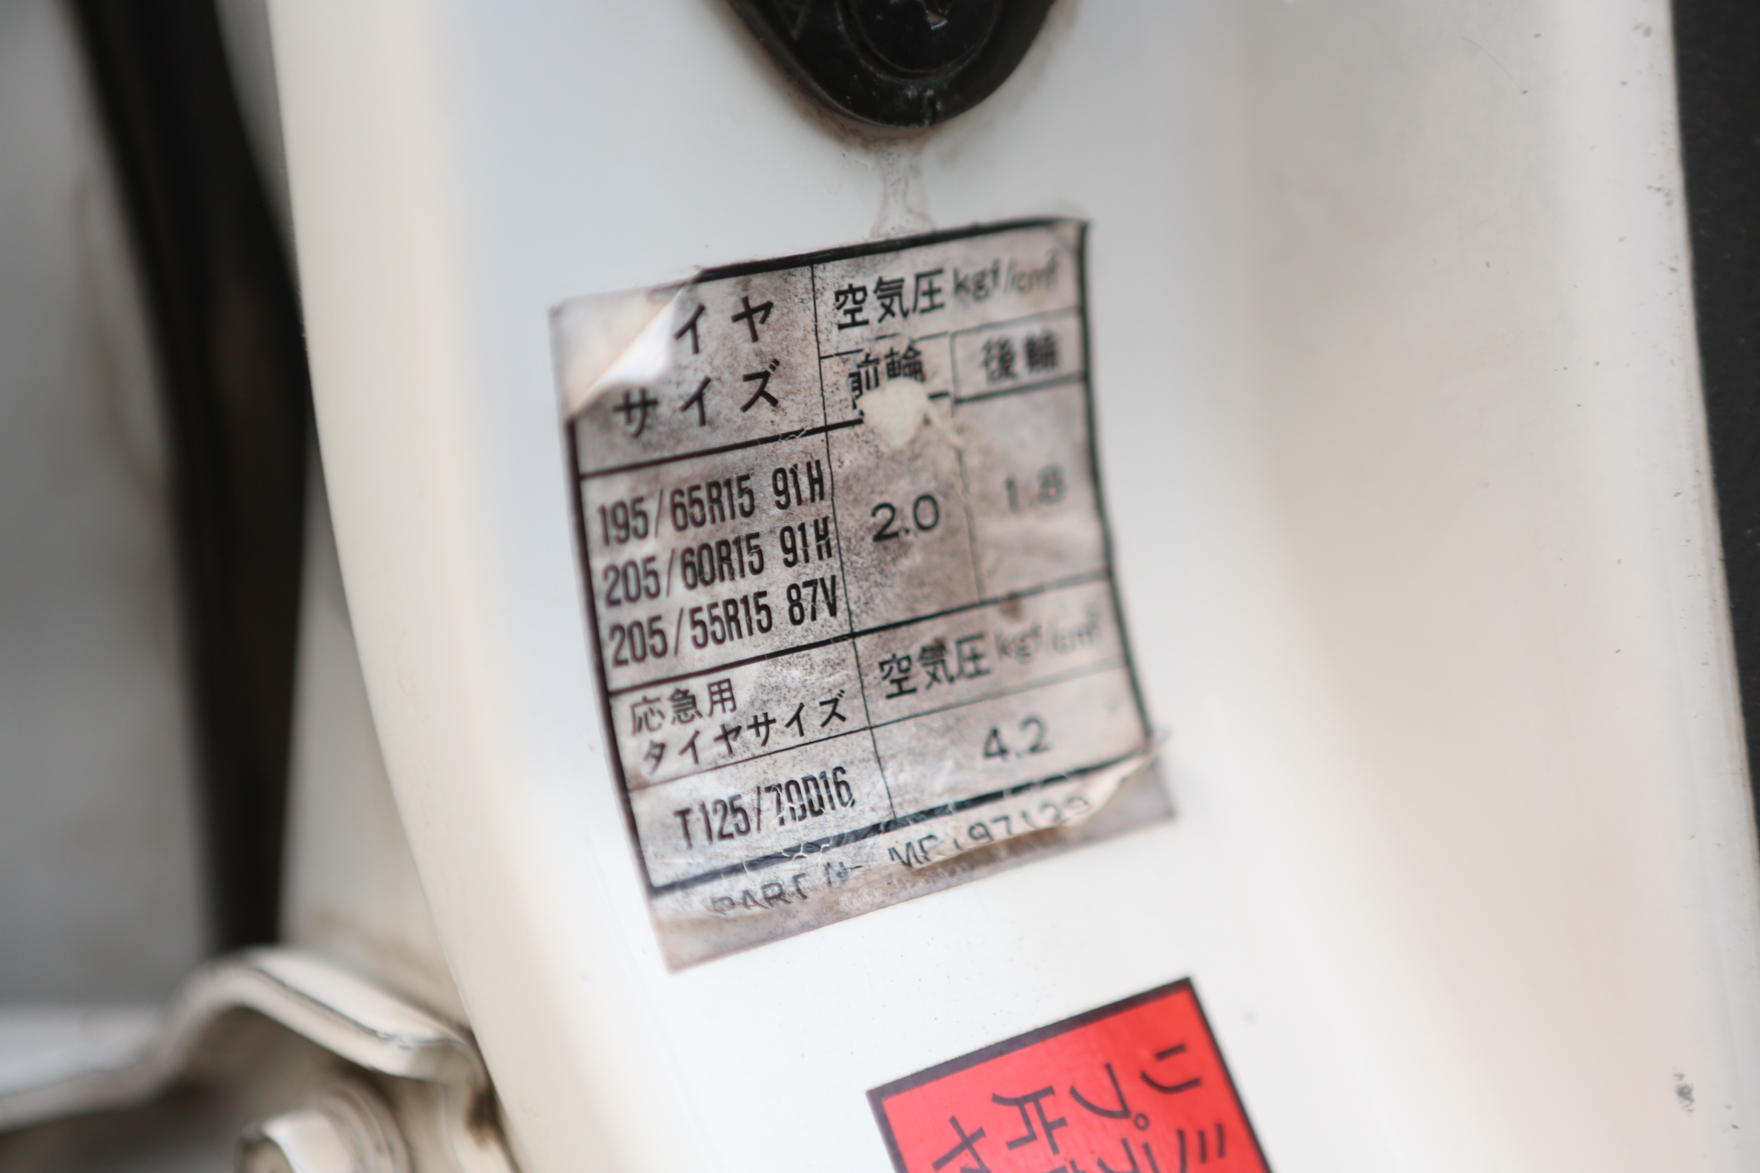 イヤ
サイズ
空気圧 kgf/cm²
前輪
後輪
195/65R15 91H
205/60R15 91H
205/55R15 87V
2.0
1.8
応急用
タイヤサイズ
空気圧 kgf/cm²
T125/70D16
4.2
PART No